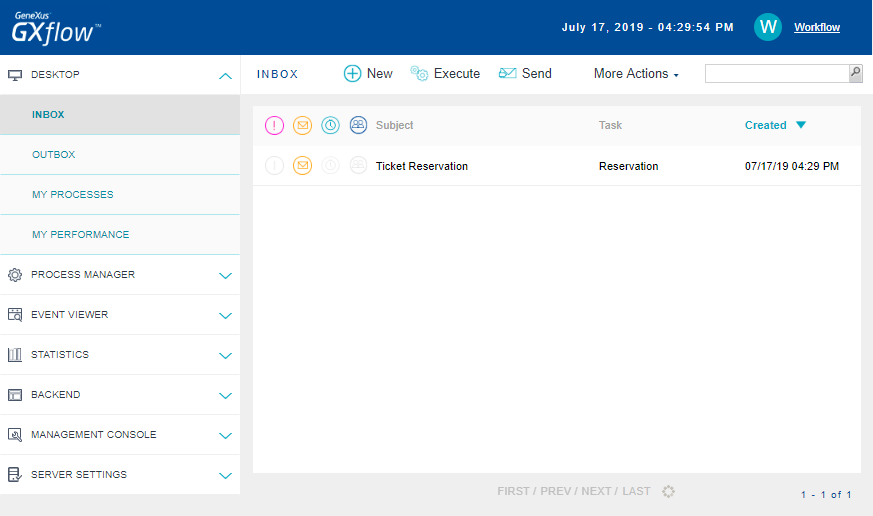 GeneXus™
GXflow™
July 17, 2019 - 04:29:54 PM
W
Workflow
DESKTOP
INBOX
OUTBOX
MY PROCESSES
MY PERFORMANCE
PROCESS MANAGER
EVENT VIEWER
STATISTICS
BACKEND
MANAGEMENT CONSOLE
SERVER SETTINGS
INBOX New Execute Send More Actions
Subject Task Created
Ticket Reservation Reservation 07/17/19 04:29 PM
FIRST / PREV / NEXT / LAST
1 - 1 of 1